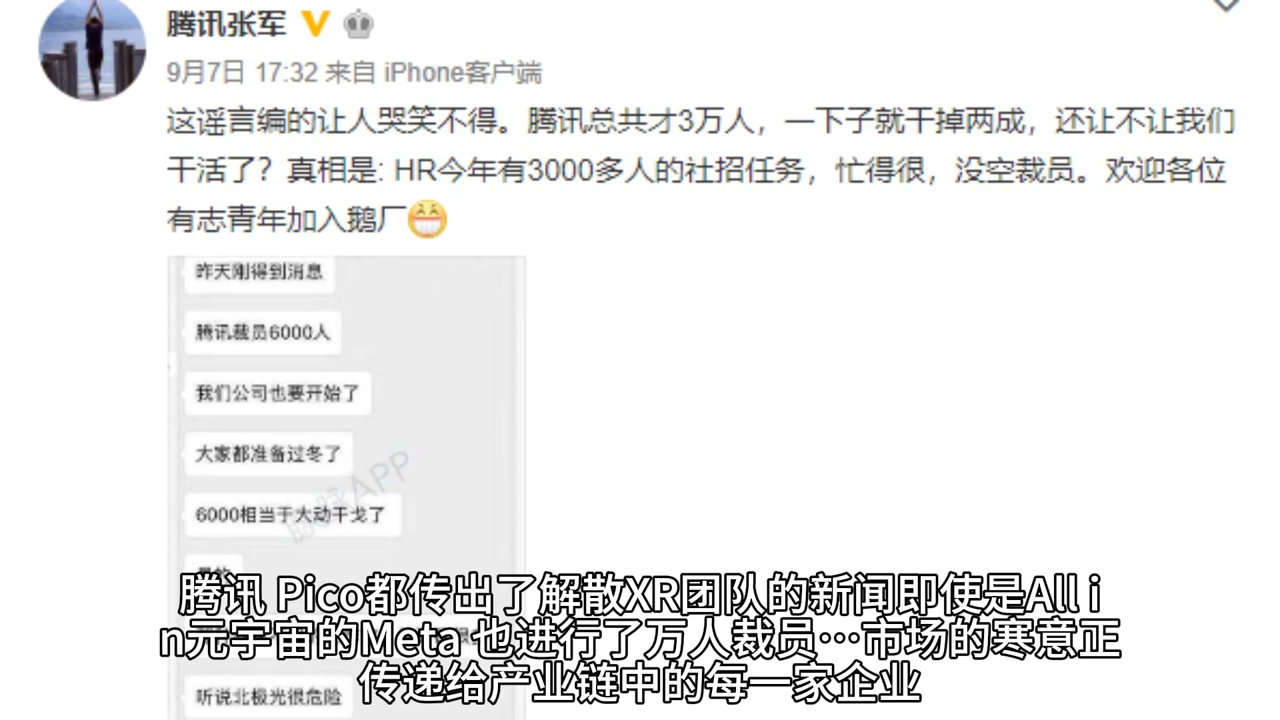 腾讯张军
9月7日 17:32 来自 iPhone客户端
这谣言编的让人哭笑不得。腾讯总共才3万人，一下子就干掉两成，还让不让我们
干活了？真相是: HR今年有3000多人的社招任务，忙得很，没空裁员。欢迎各位
有志青年加入鹅厂
昨天刚得到消息
腾讯裁员6000人
我们公司也要开始了
大家都准备过冬了
6000相当于大动干戈了
腾讯 Pico都传出了解散XR团队的新闻即使是All i
n元宇宙的Meta 也进行了万人裁员…市场的寒意正
传递给产业链中的每一家企业
听说北极光很危险